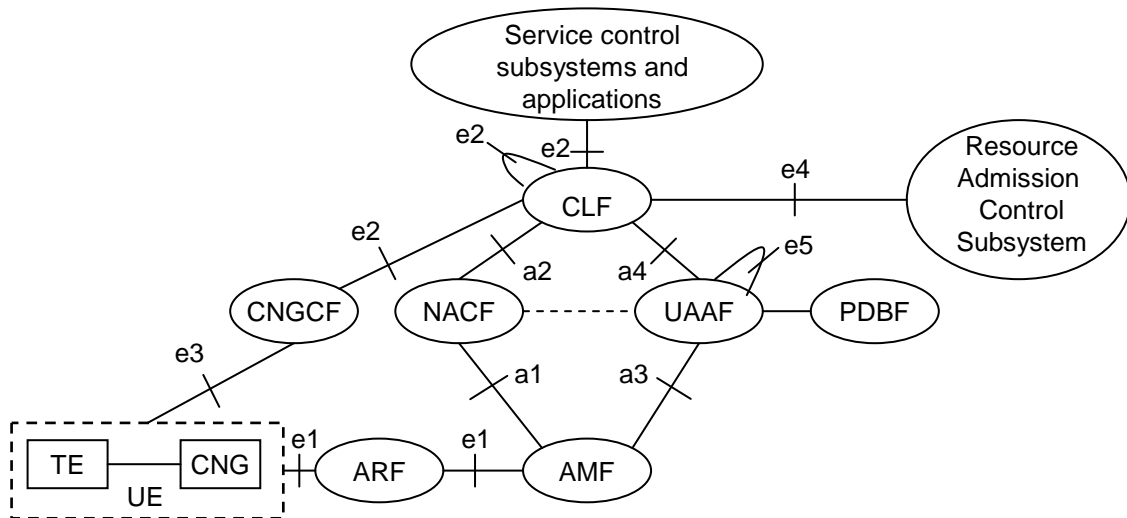 Service control
subsystems and
applications
e2
e2
Resource
Admission
Control
Subsystem
e4
CLF
e2
a2
a4
e5
CNGCF
NACF
UAAF
PDBF
e3
a1
a3
e1
e1
TE
CNG
ARF
AMF
UE